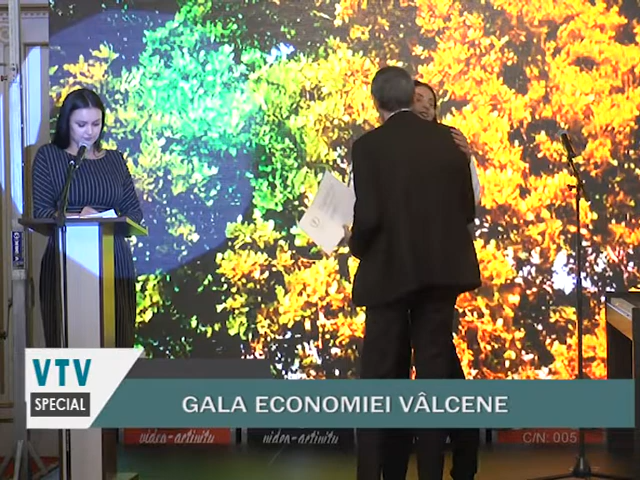 VTV
SPECIAL
GALA ECONOMIEI VÂLCENE
C/N: 005